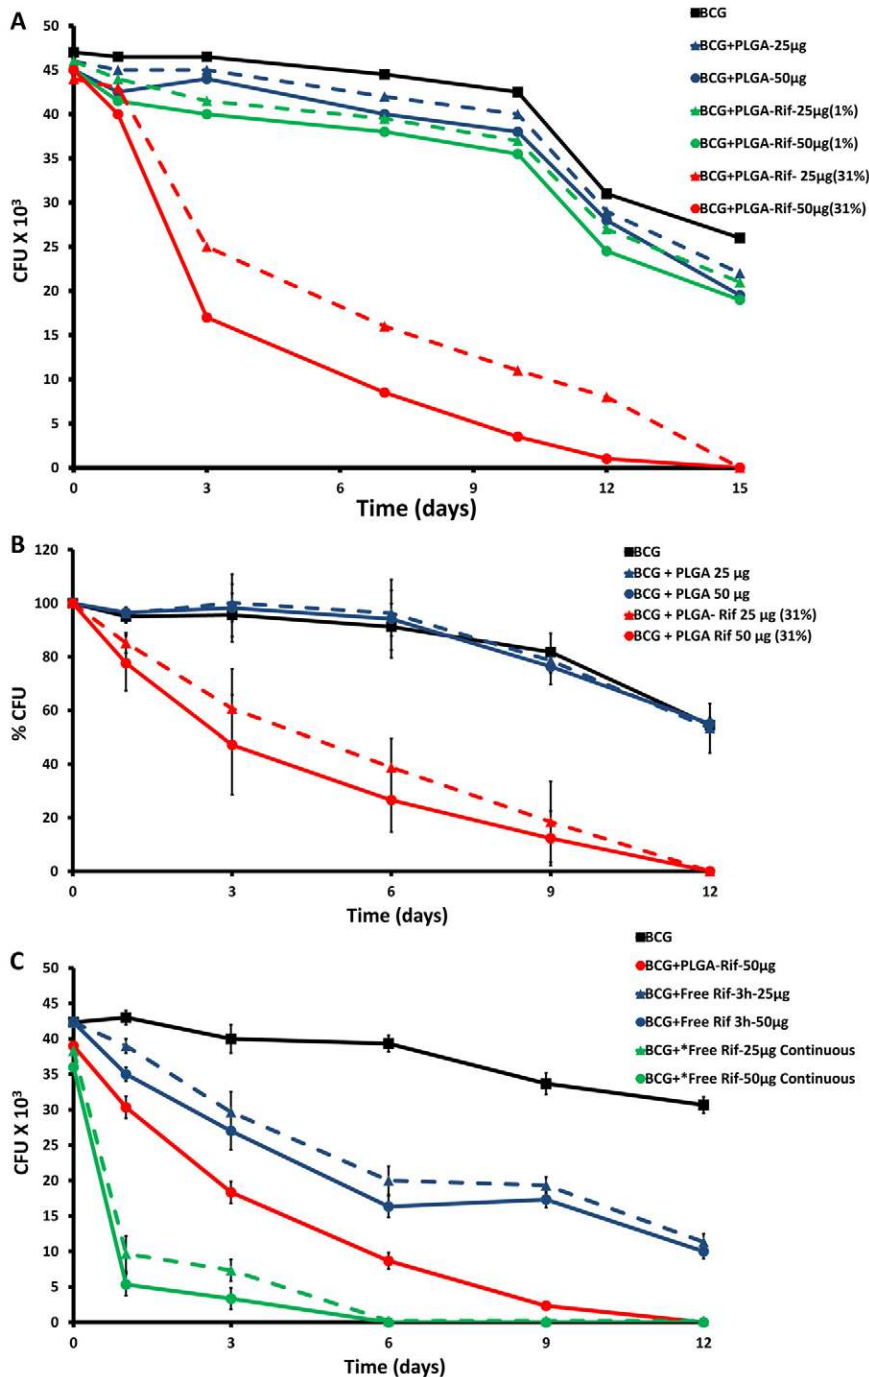 A
50
45
40
35
30
25
20
15
10
5
0
CFU X 10³
0
3
6
9
12
15
Time (days)
BCG
BCG+PLGA-25µg
BCG+PLGA-50µg
BCG+PLGA-Rif-25µg(1%)
BCG+PLGA-Rif-50µg(1%)
BCG+PLGA-Rif- 25µg(31%)
BCG+PLGA-Rif-50µg(31%)
B
120
100
80
60
40
20
0
% CFU
0
3
6
9
12
Time (days)
BCG
BCG + PLGA 25 µg
BCG + PLGA 50 µg
BCG + PLGA- Rif 25 µg (31%)
BCG + PLGA Rif 50 µg (31%)
C
50
45
40
35
30
25
20
15
10
5
0
CFU X 10³
0
3
6
9
12
Time (days)
BCG
BCG+PLGA-Rif-50µg
BCG+Free Rif-3h-25µg
BCG+Free Rif 3h-50µg
BCG+*Free Rif-25µg Continuous
BCG+*Free Rif-50µg Continuous